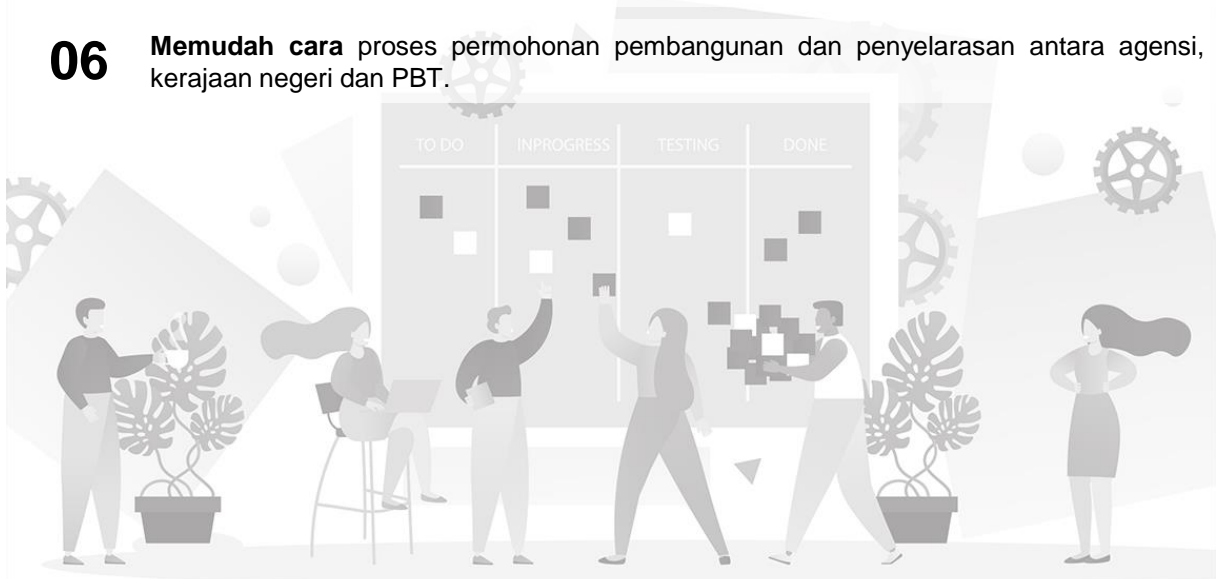 06
Memudah cara proses permohonan pembangunan dan penyelarasan antara agensi,
kerajaan negeri dan PBT.
TO DO
INPROGRESS
TESTING
DONE